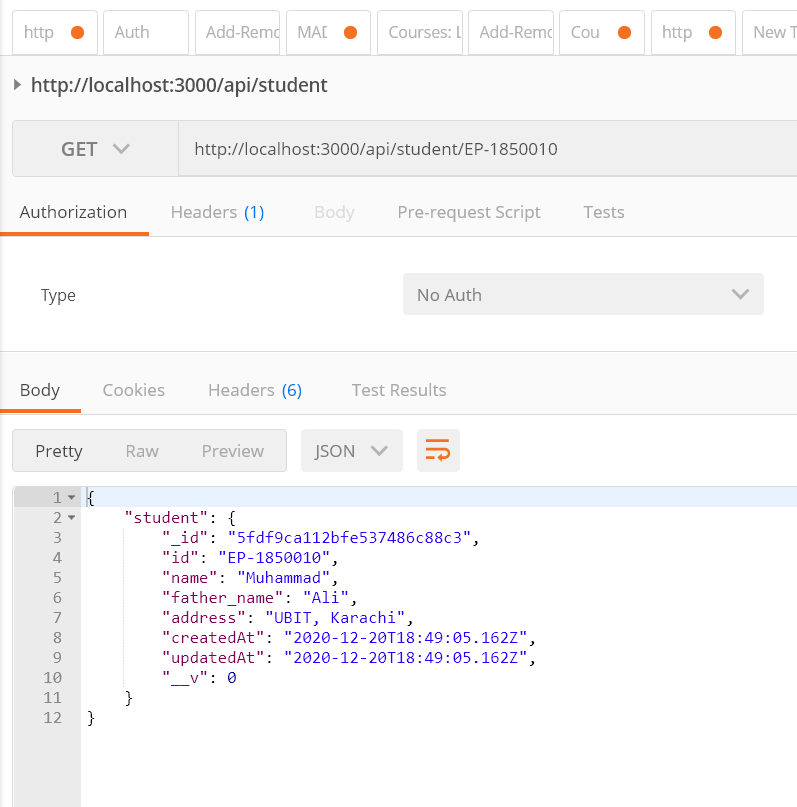 http Auth Add-Remo MAD Courses: L Add-Remo Cou http New T
http://localhost:3000/api/student
GET http://localhost:3000/api/student/EP-1850010
Authorization Headers (1) Body Pre-request Script Tests
Type No Auth
Body Cookies Headers (6) Test Results
Pretty Raw Preview JSON
1 {
2 "student": {
3 "_id": "5fdf9ca112bfe537486c88c3",
4 "id": "EP-1850010",
5 "name": "Muhammad",
6 "father_name": "Ali",
7 "address": "UBIT, Karachi",
8 "createdAt": "2020-12-20T18:49:05.162Z",
9 "updatedAt": "2020-12-20T18:49:05.162Z",
10 "__v": 0
11 }
12 }